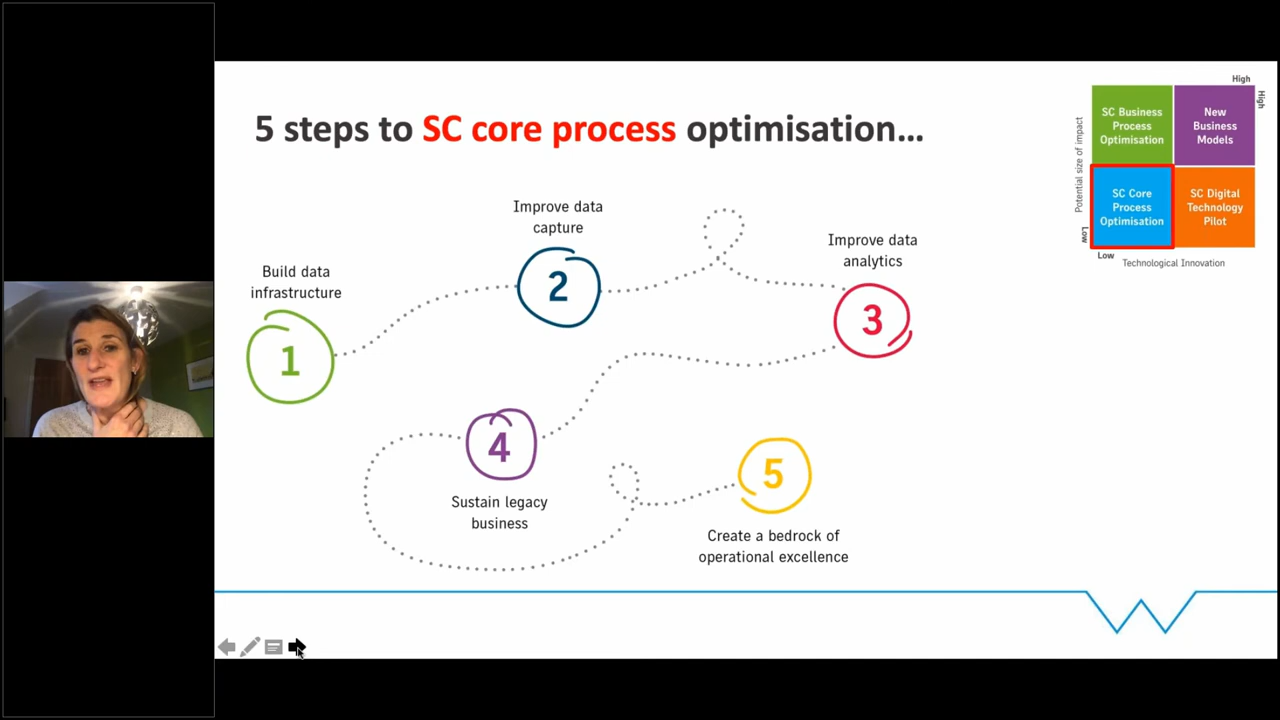 5 steps to SC core process optimisation...
High
High
SC Business
Process
Optimisation
New
Business
Models
Potential size of impact
SC Core
Process
Optimisation
SC Digital
Technology
Pilot
Low
Low
Technological Innovation
Build data
infrastructure
1
Improve data
capture
2
Improve data
analytics
3
4
Sustain legacy
business
5
Create a bedrock of
operational excellence